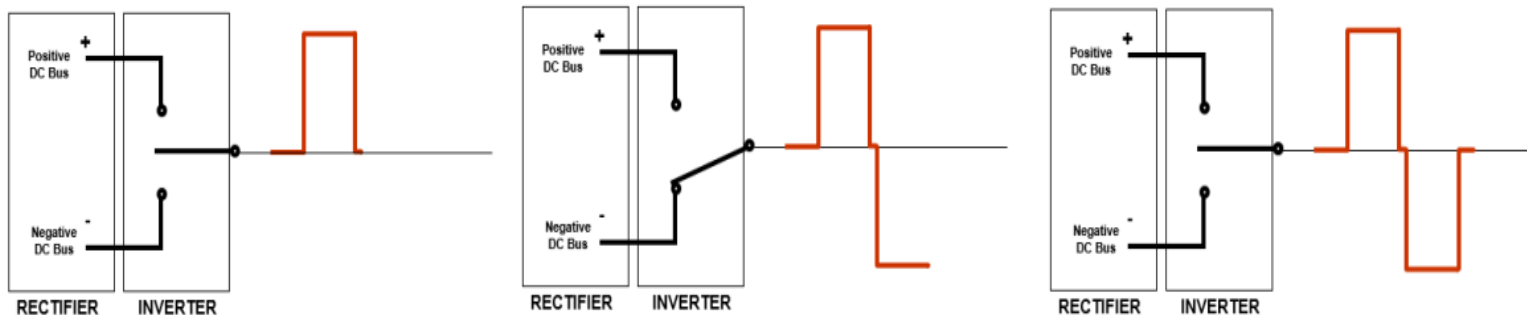 +
Positive
DC Bus
Negative
DC Bus
-
RECTIFIER
INVERTER
+
Positive
DC Bus
Negative
DC Bus
-
RECTIFIER
INVERTER
+
Positive
DC Bus
Negative
DC Bus
-
RECTIFIER
INVERTER